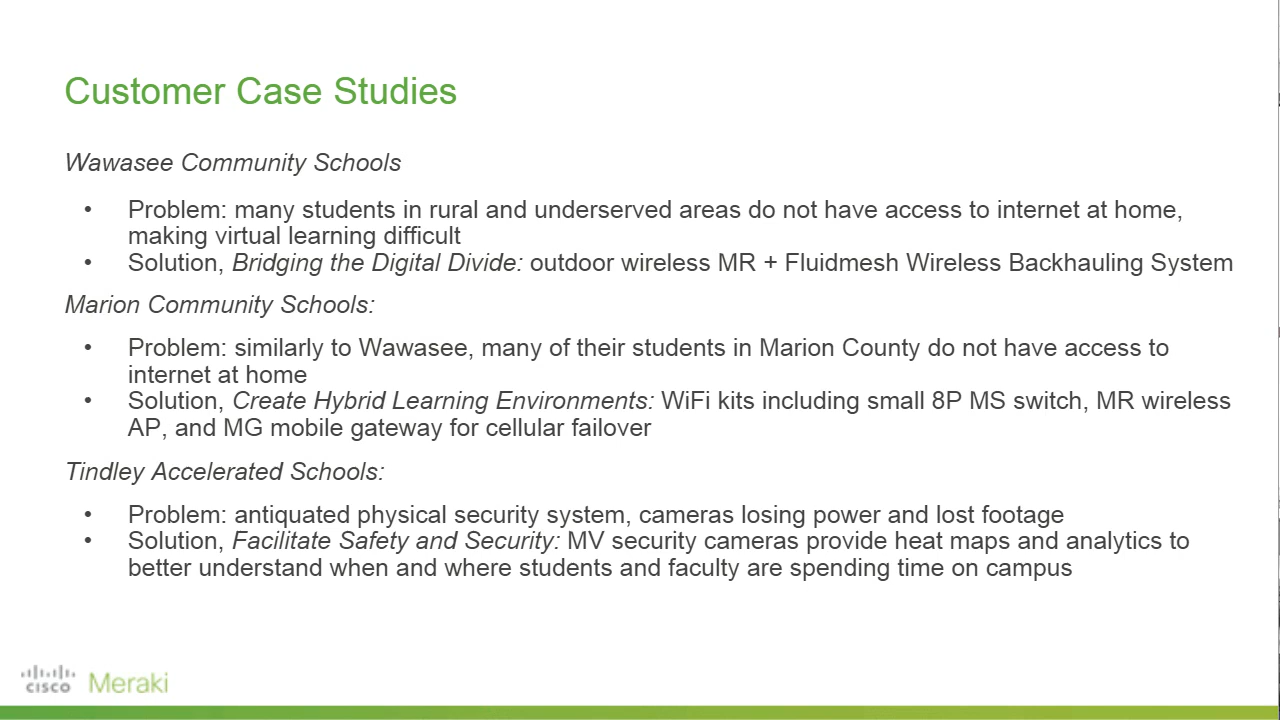 Customer Case Studies
Wawasee Community Schools
• Problem: many students in rural and underserved areas do not have access to internet at home,
making virtual learning difficult
• Solution, Bridging the Digital Divide: outdoor wireless MR + Fluidmesh Wireless Backhauling System
Marion Community Schools:
• Problem: similarly to Wawasee, many of their students in Marion County do not have access to
internet at home
• Solution, Create Hybrid Learning Environments: WiFi kits including small 8P MS switch, MR wireless
AP, and MG mobile gateway for cellular failover
Tindley Accelerated Schools:
• Problem: antiquated physical security system, cameras losing power and lost footage
• Solution, Facilitate Safety and Security: MV security cameras provide heat maps and analytics to
better understand when and where students and faculty are spending time on campus
CISCO Meraki